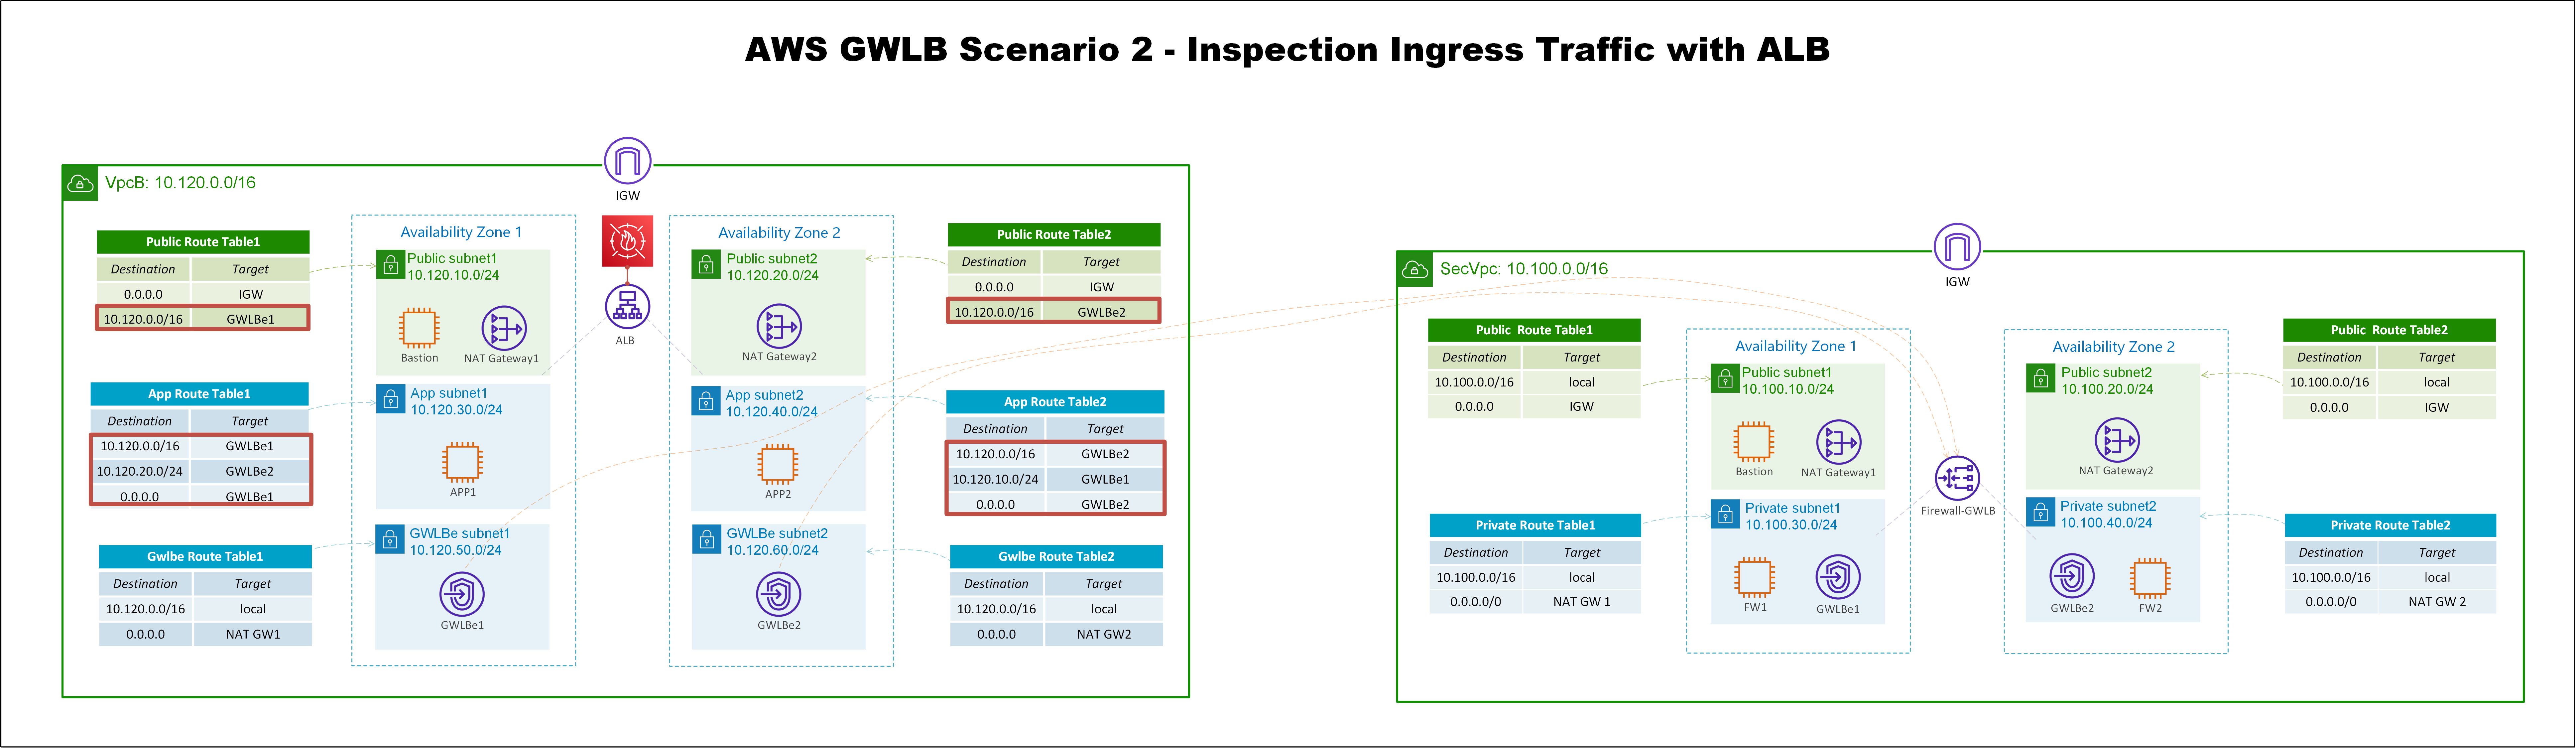 AWS GWLB Scenario 2 - Inspection Ingress Traffic with ALB
IGW
VpcB: 10.120.0.0/16
Public Route Table1
Destination Target
0.0.0.0 IGW
10.120.0.0/16 GWLBe1
App Route Table1
Destination Target
10.120.0.0/16 GWLBe1
10.120.20.0/24 GWLBe2
0.0.0.0 GWLBe1
Gwlbe Route Table1
Destination Target
10.120.0.0/16 local
0.0.0.0 NAT GW1
Availability Zone 1
Public subnet1
10.120.10.0/24
Bastion
NAT Gateway1
App subnet1
10.120.30.0/24
APP1
GWLBe subnet1
10.120.50.0/24
GWLBe1
ALB
Availability Zone 2
Public subnet2
10.120.20.0/24
NAT Gateway2
App subnet2
10.120.40.0/24
APP2
GWLBe subnet2
10.120.60.0/24
GWLBe2
Public Route Table2
Destination Target
0.0.0.0 IGW
10.120.0.0/16 GWLBe2
App Route Table2
Destination Target
10.120.0.0/16 GWLBe2
10.120.10.0/24 GWLBe1
0.0.0.0 GWLBe2
Gwlbe Route Table2
Destination Target
10.120.0.0/16 local
0.0.0.0 NAT GW2
IGW
SecVpc: 10.100.0.0/16
Public Route Table1
Destination Target
10.100.0.0/16 local
0.0.0.0 IGW
Private Route Table1
Destination Target
10.100.0.0/16 local
0.0.0.0/0 NAT GW 1
Availability Zone 1
Public subnet1
10.100.10.0/24
Bastion
NAT Gateway1
Private subnet1
10.100.30.0/24
FW1
GWLBe1
Firewall-GWLB
Availability Zone 2
Public subnet2
10.100.20.0/24
NAT Gateway2
Private subnet2
10.100.40.0/24
GWLBe2
FW2
Public Route Table2
Destination Target
10.100.0.0/16 local
0.0.0.0 IGW
Private Route Table2
Destination Target
10.100.0.0/16 local
0.0.0.0/0 NAT GW 2